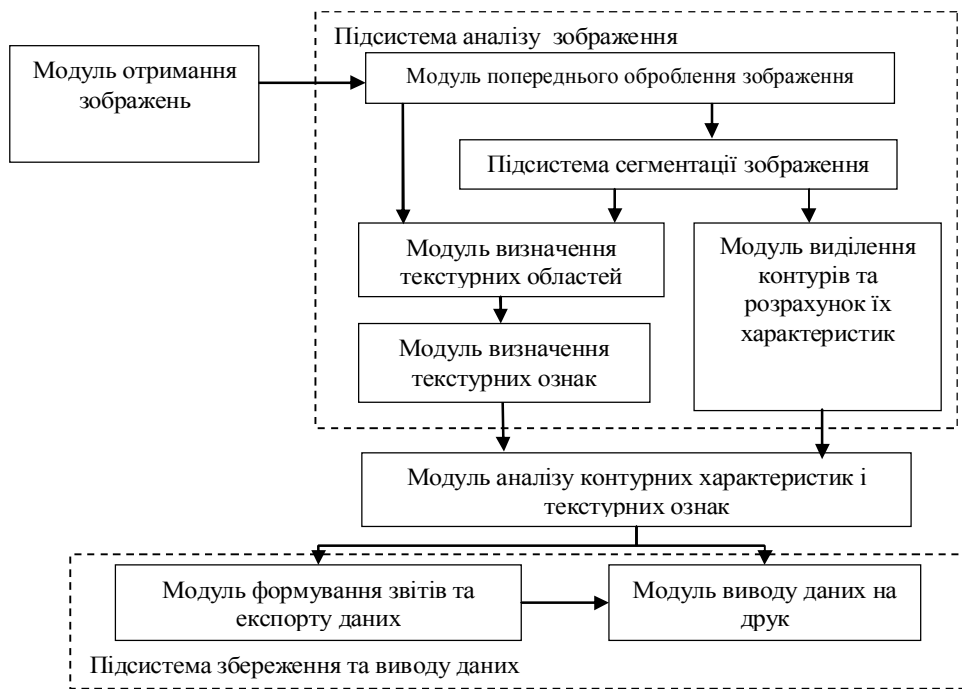 Підсистема аналізу зображення
Модуль отримання
зображень
Модуль попереднього оброблення зображення
Підсистема сегментації зображення
Модуль визначення
текстурних областей
Модуль виділення
контурів та
розрахунок їх
характеристик
Модуль визначення
текстурних ознак
Модуль аналізу контурних характеристик і
текстурних ознак
Модуль формування звітів та
експорту даних
Модуль виводу даних на
друк
Підсистема збереження та виводу даних